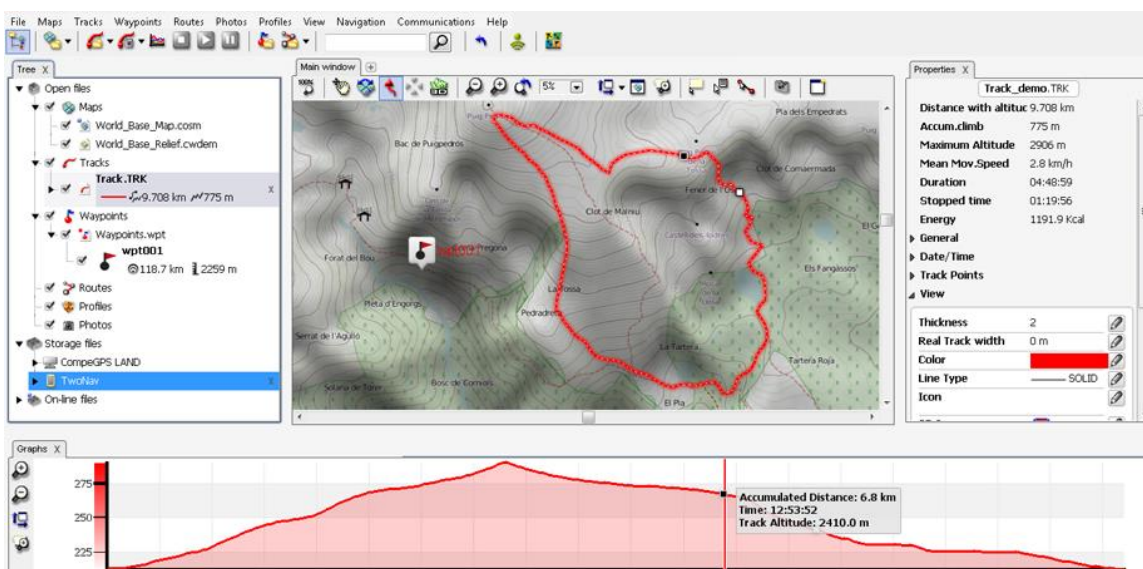 File Maps Tracks Waypoints Routes Photos Profiles View Navigation Communications Help
Tree X
Open files
Maps
World_Base_Map.cosm
World_Base_Relief.cwdem
Tracks
Track.TRK
9.708 km 775 m
X
Waypoints
Waypoints.wpt
wpt001
118.7 km 2259 m
Routes
Profiles
Photos
Storage files
CompeGPS LAND
TwoNav X
On-line files
Main window
100%
5%
Pla dels Empedrats
Bac de Puigpedrós
Clot de Comaermada
Fener de l'O
Clot de Malniu
Forat del Bou
Els Fangassos
La Fossa
Pleta d'Engorgs
Pedradreta
Serrat de l'Aguiló
La Tartera
Tartera Roja
Solana de Torer
Bosc de Comiols
El Pla
Properties X
Track_demo.TRK
Distance with altituc 9.708 km
Accum.climb 775 m
Maximum Altitude 2906 m
Mean Mov.Speed 2.8 km/h
Duration 04:48:59
Stopped time 01:19:56
Energy 1191.9 Kcal
General
Date/Time
Track Points
View
Thickness 2
Real Track width 0 m
Color
Line Type SOLID
Icon
Graphs X
275
250
225
Accumulated Distance: 6.8 km
Time: 12:53:52
Track Altitude: 2410.0 m